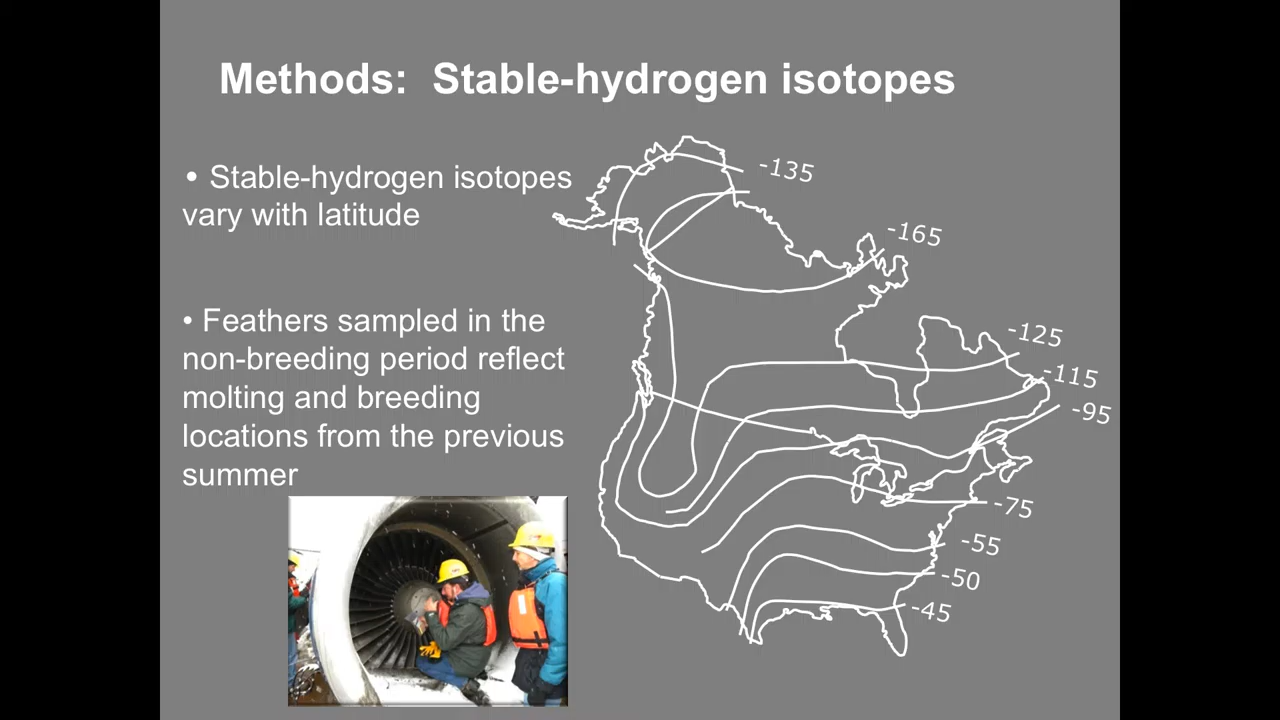 Methods: Stable-hydrogen isotopes
• Stable-hydrogen isotopes
vary with latitude
• Feathers sampled in the
non-breeding period reflect
molting and breeding
locations from the previous
summer
-135
-165
-125
-115
-95
-75
-55
-50
-45